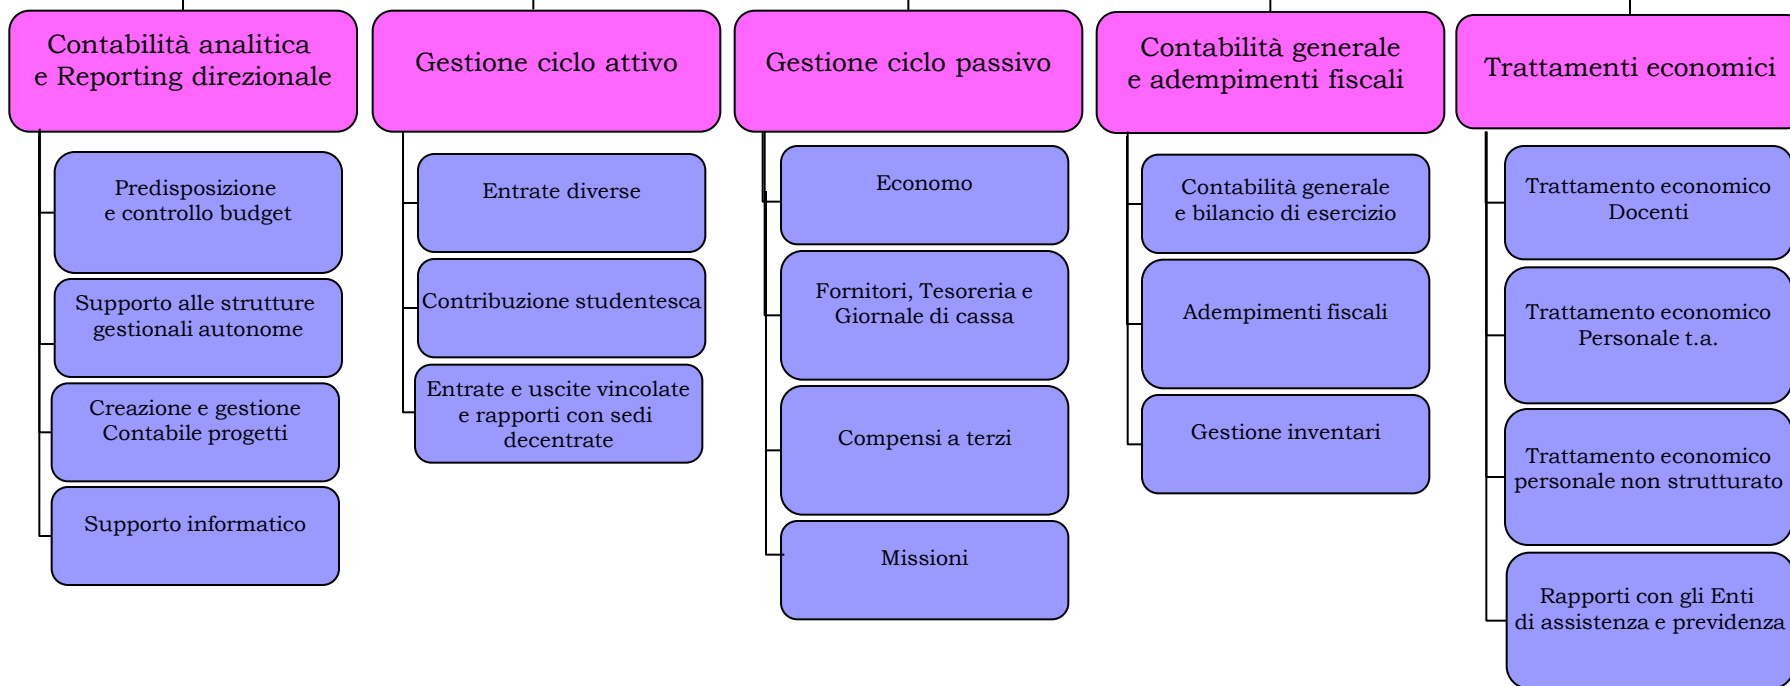 Contabilità analitica
e Reporting direzionale
Predisposizione
e controllo budget
Supporto alle strutture
gestionali autonome
Creazione e gestione
Contabile progetti
Supporto informatico
Gestione ciclo attivo
Entrate diverse
Contribuzione studentesca
Entrate e uscite vincolate
e rapporti con sedi
decentrate
Gestione ciclo passivo
Economo
Fornitori, Tesoreria e
Giornale di cassa
Compensi a terzi
Missioni
Contabilità generale
e adempimenti fiscali
Contabilità generale
e bilancio di esercizio
Adempimenti fiscali
Gestione inventari
Trattamenti economici
Trattamento economico
Docenti
Trattamento economico
Personale t.a.
Trattamento economico
personale non strutturato
Rapporti con gli Enti
di assistenza e previdenza